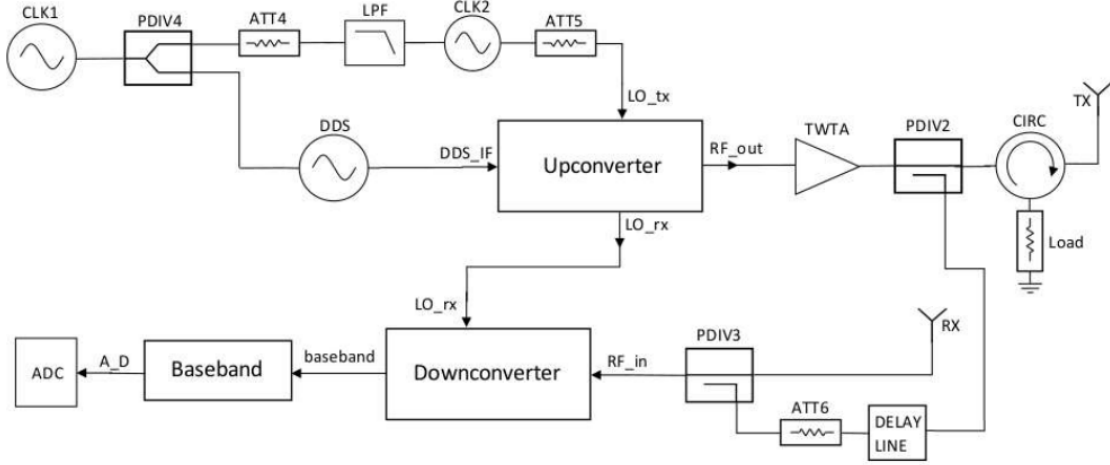 CLK1
PDIV4
ATT4
LPF
CLK2
ATT5
LO_tx
TX
DDS
DDS_IF
Upconverter
RF_out
TWTA
PDIV2
CIRC
LO_rx
Load
LO_rx
RX
PDIV3
ADC
A_D
Baseband
baseband
Downconverter
RF_in
ATT6
DELAY
LINE